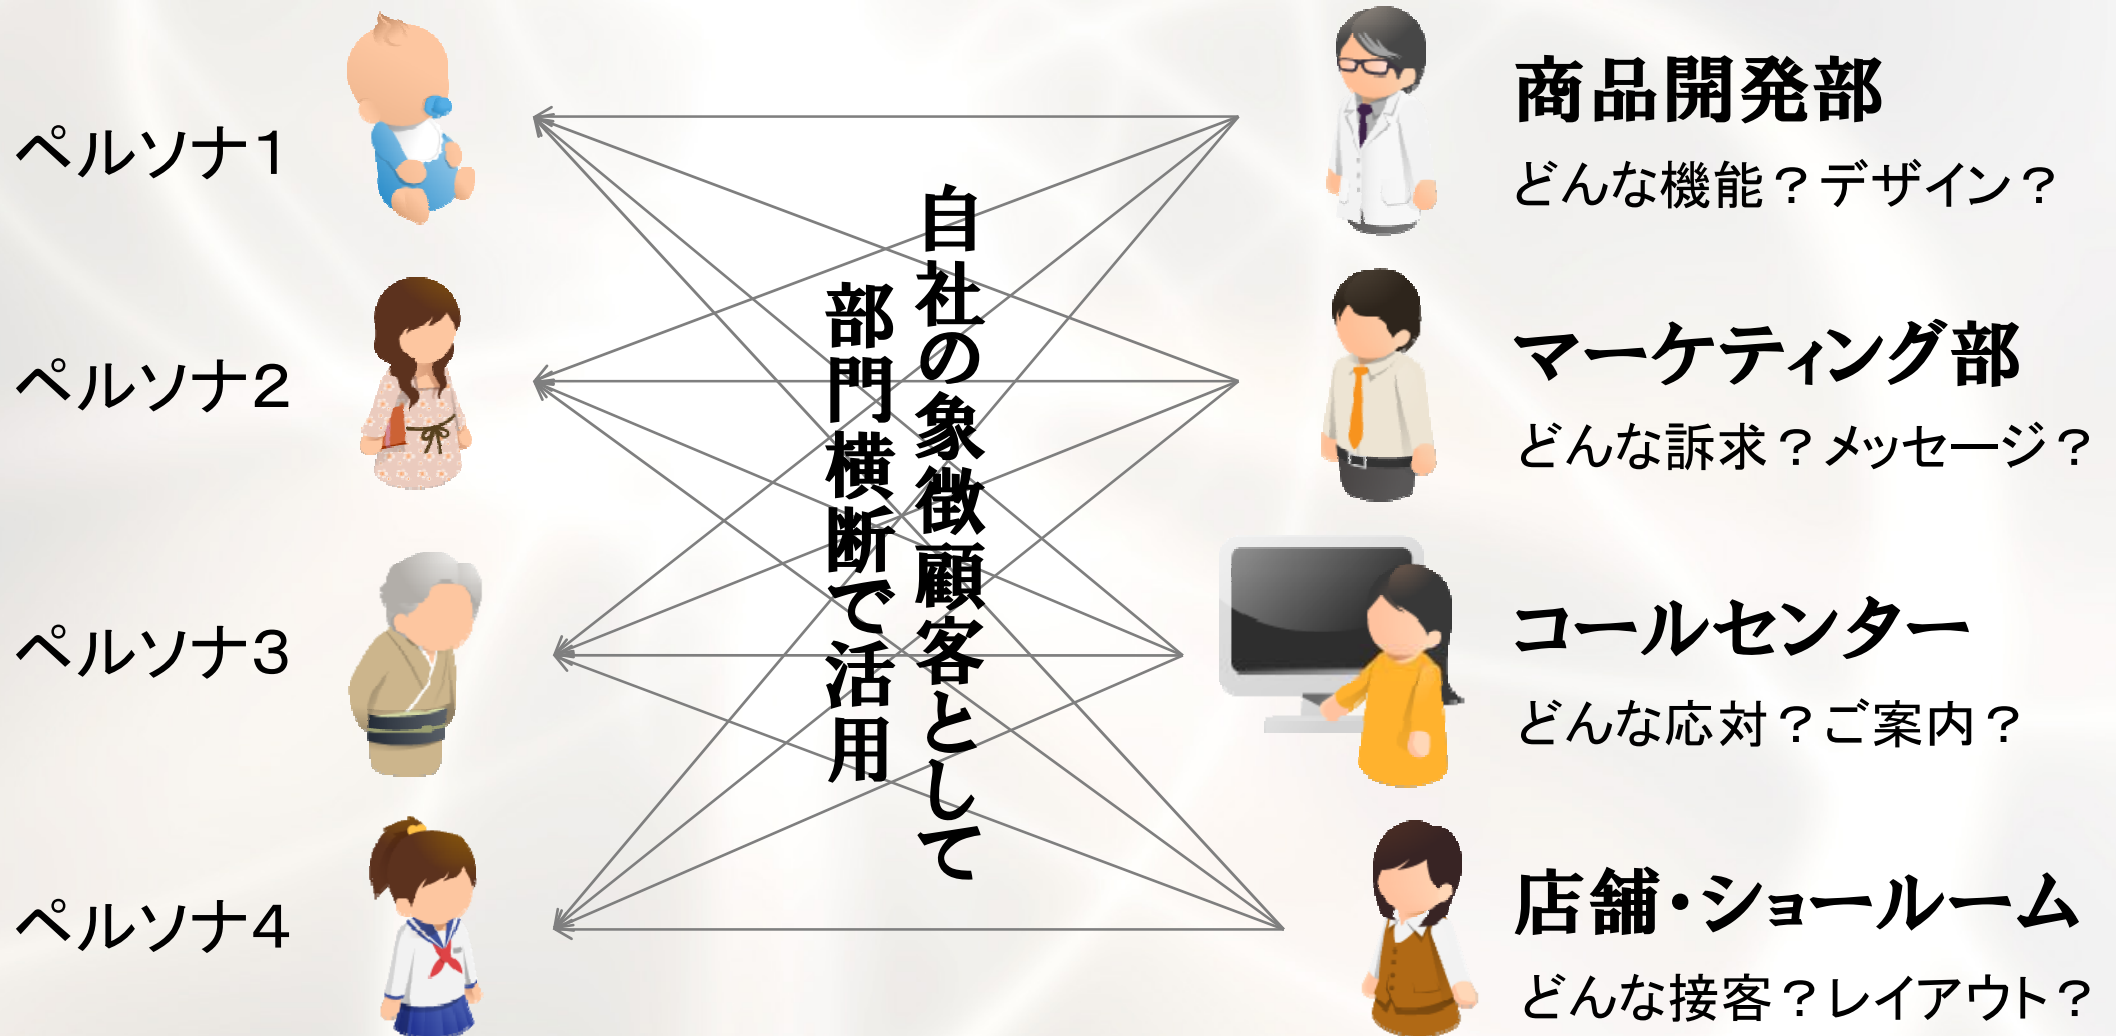 ペルソナ1
ペルソナ2
ペルソナ3
ペルソナ4
自社の象徴顧客として
部門横断で活用
商品開発部
どんな機能?デザイン?
マーケティング部
どんな訴求?メッセージ?
コールセンター
どんな応対?ご案内?
店舗・ショールーム
どんな接客?レイアウト?